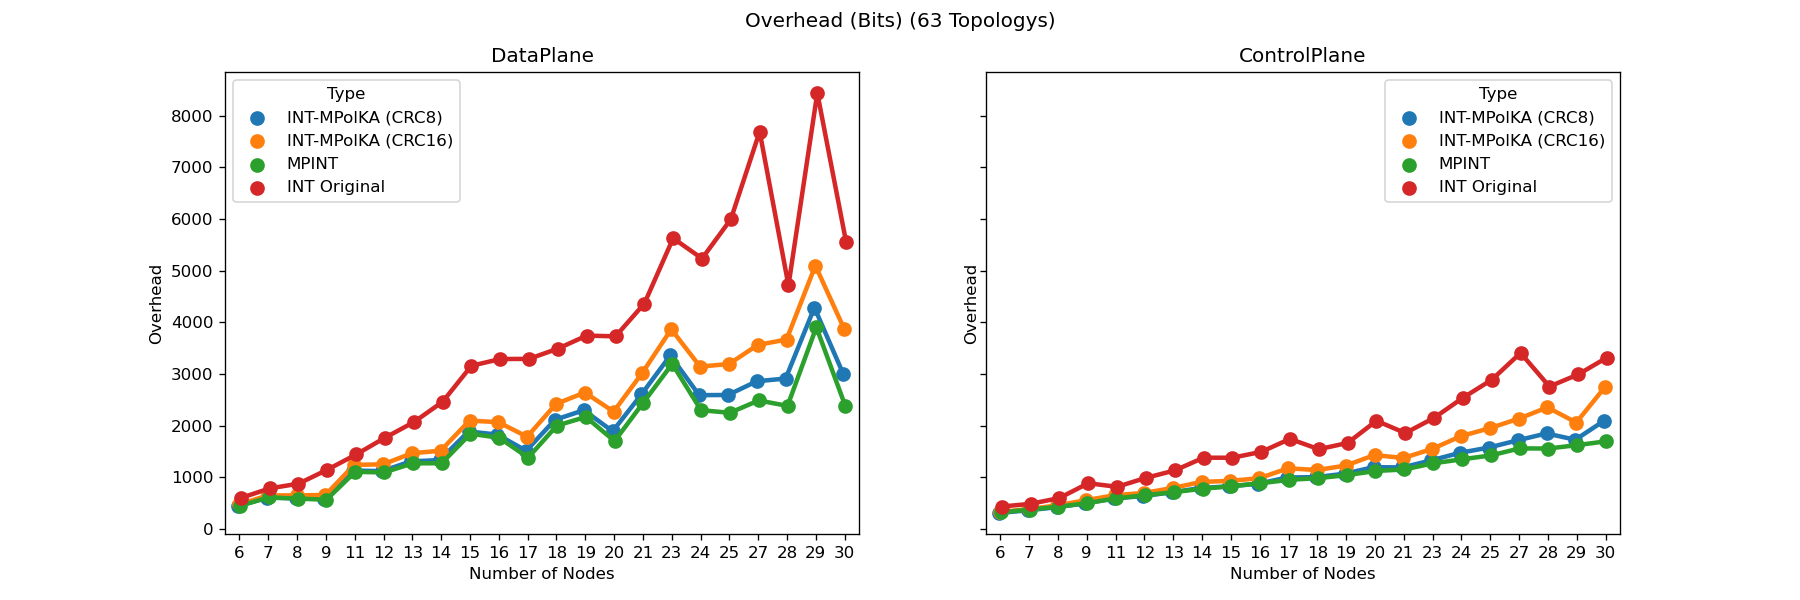 Overhead (Bits) (63 Topologys)
DataPlane
Type
INT-MPolKA (CRC8)
INT-MPolKA (CRC16)
MPINT
INT Original
Overhead
8000
7000
6000
5000
4000
3000
2000
1000
0
6 7 8 9 11 12 13 14 15 16 17 18 19 20 21 23 24 25 27 28 29 30
Number of Nodes
ControlPlane
Type
INT-MPolKA (CRC8)
INT-MPolKA (CRC16)
MPINT
INT Original
Overhead
6 7 8 9 11 12 13 14 15 16 17 18 19 20 21 23 24 25 27 28 29 30
Number of Nodes